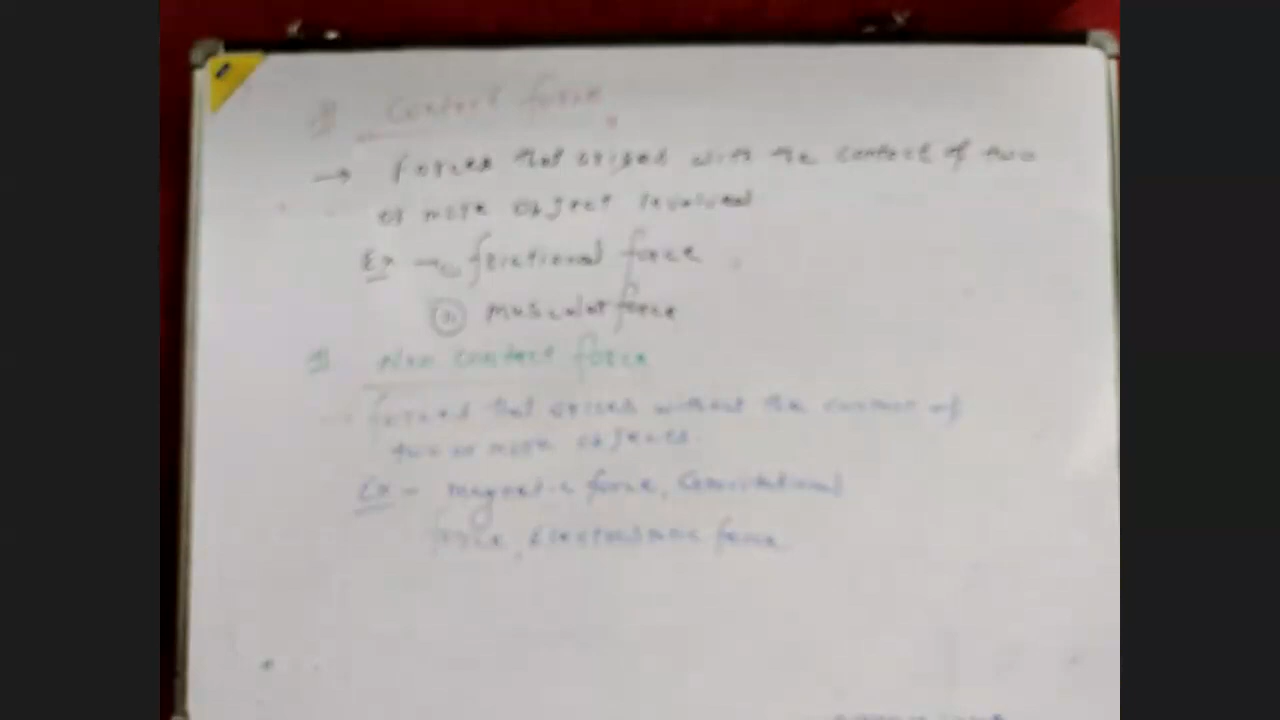 Contact force
→ Forces that arised with the contact of two
or more object involved
Ex → frictional force
② muscular force
Non contact force
→ forces that arises without the contact of
two or more objects.
Ex - magnetic force, Gravitational
force, Electrostatic force